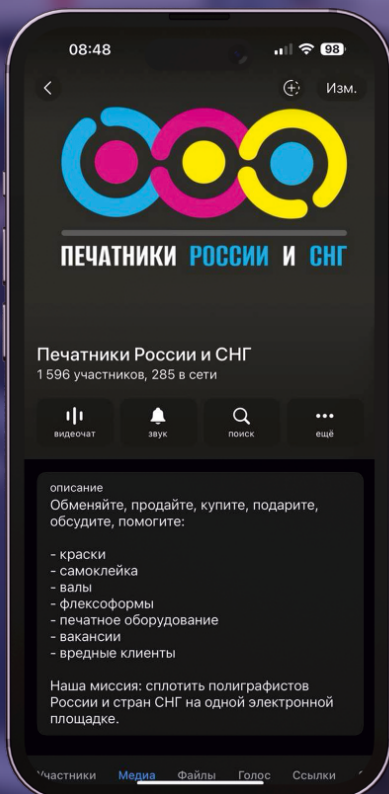 08:48
98
Изм.
ПЕЧАТНИКИ РОССИИ И СНГ
Печатники России и СНГ
1 596 участников, 285 в сети
видеочат звук поиск ещё
описание
Обменяйте, продайте, купите, подарите,
обсудите, помогите:
- краски
- самоклейка
- валы
- флексоформы
- печатное оборудование
- вакансии
- вредные клиенты
Наша миссия: сплотить полиграфистов
России и стран СНГ на одной электронной
площадке.
Участники Медиа Файлы Голос Ссылки